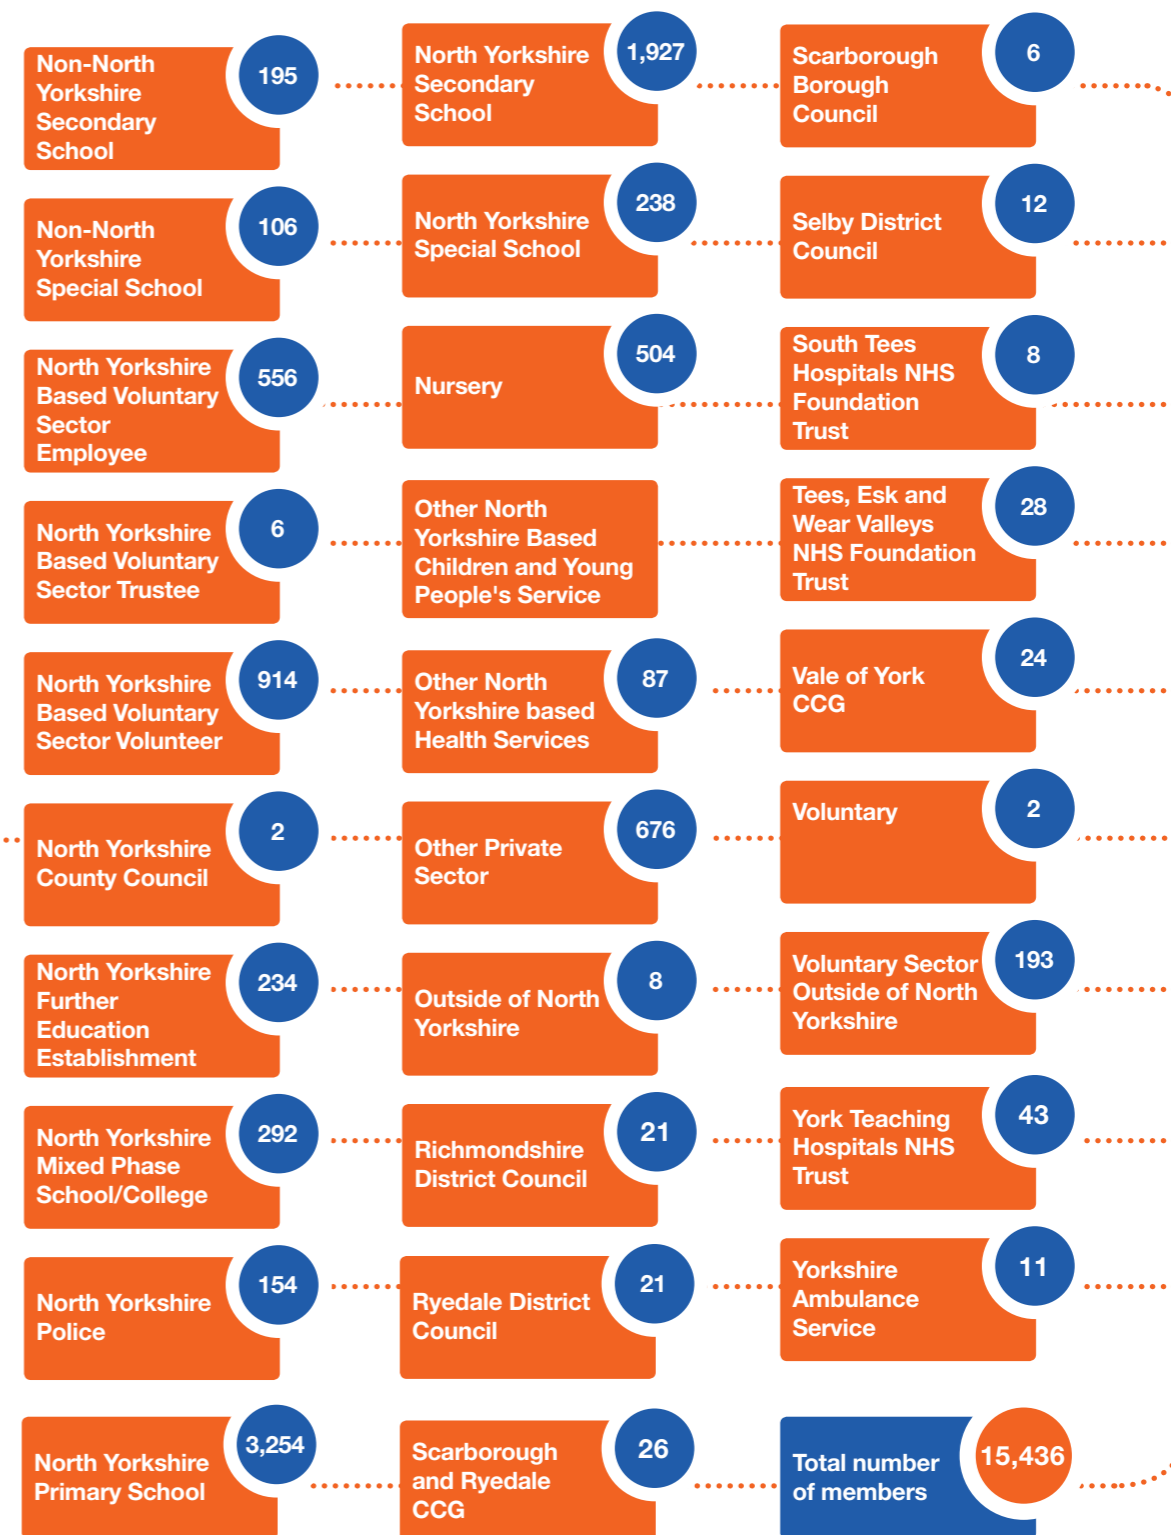 Non-North
Yorkshire
Secondary
School
195
Non-North
Yorkshire
Special School
106
North Yorkshire
Based Voluntary
Sector
Employee
556
North Yorkshire
Based Voluntary
Sector Trustee
6
North Yorkshire
Based Voluntary
Sector Volunteer
914
North Yorkshire
County Council
2
North Yorkshire
Further
Education
Establishment
234
North Yorkshire
Mixed Phase
School/College
292
North Yorkshire
Police
154
North Yorkshire
Primary School
3,254
North Yorkshire
Secondary
School
1,927
North Yorkshire
Special School
238
Nursery
504
Other North
Yorkshire Based
Children and Young
People's Service
Other North
Yorkshire based
Health Services
87
Other Private
Sector
676
Outside of North
Yorkshire
8
Richmondshire
District Council
21
Ryedale District
Council
21
Scarborough
and Ryedale
CCG
26
Scarborough
Borough
Council
6
Selby District
Council
12
South Tees
Hospitals NHS
Foundation
Trust
8
Tees, Esk and
Wear Valleys
NHS Foundation
Trust
28
Vale of York
CCG
24
Voluntary
2
Voluntary Sector
Outside of North
Yorkshire
193
York Teaching
Hospitals NHS
Trust
43
Yorkshire
Ambulance
Service
11
Total number
of members
15,436